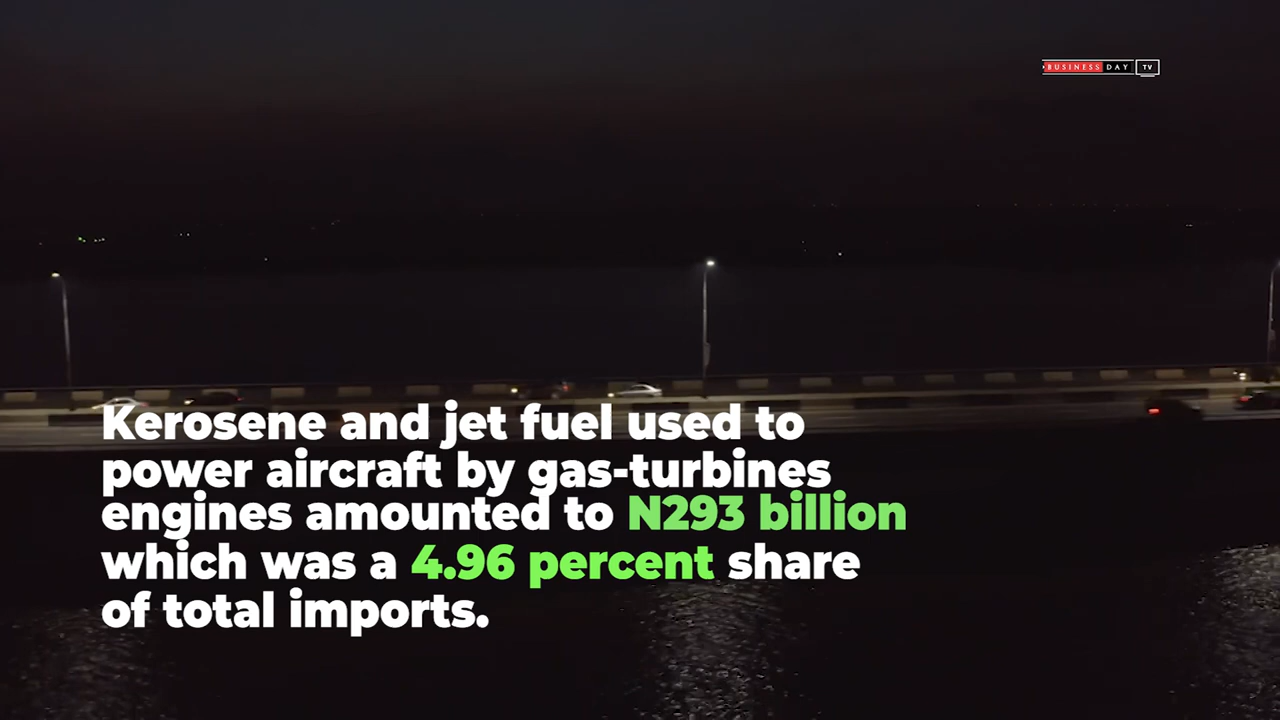 BUSINESS DAY TV
Kerosene and jet fuel used to
power aircraft by gas-turbines
engines amounted to N293 billion
which was a 4.96 percent share
of total imports.